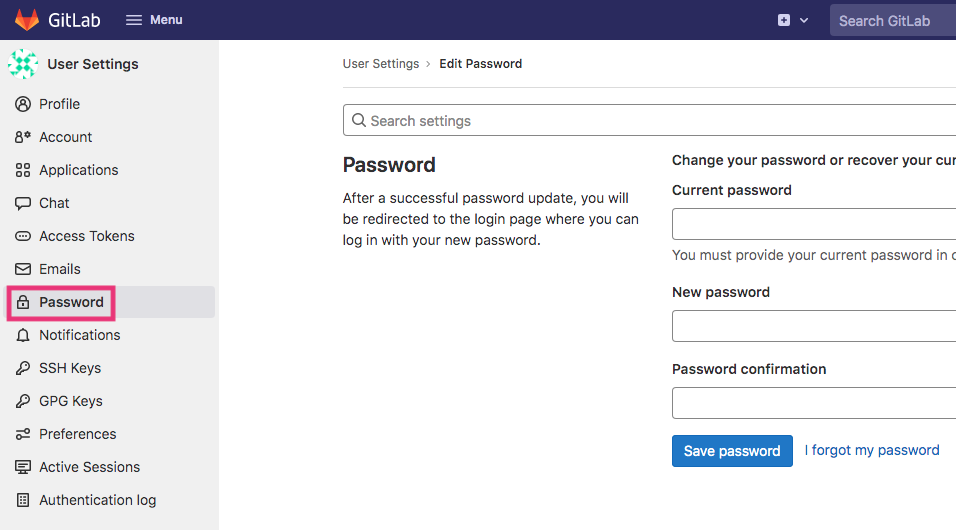 GitLab
Menu
Search GitLab
User Settings
Profile
Account
Applications
Chat
Access Tokens
Emails
Password
Notifications
SSH Keys
GPG Keys
Preferences
Active Sessions
Authentication log
User Settings › Edit Password
Search settings
Password
After a successful password update, you will
be redirected to the login page where you can
log in with your new password.
Change your password or recover your cur
Current password
You must provide your current password in o
New password
Password confirmation
Save password
I forgot my password